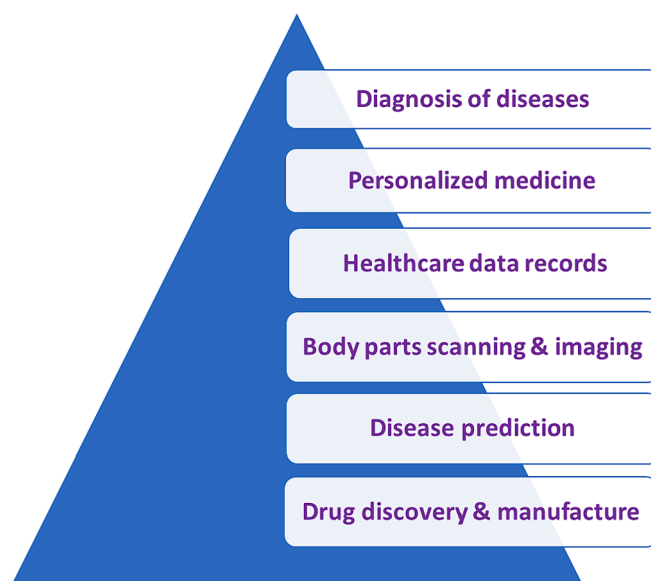 Diagnosis of diseases
Personalized medicine
Healthcare data records
Body parts scanning & imaging
Disease prediction
Drug discovery & manufacture